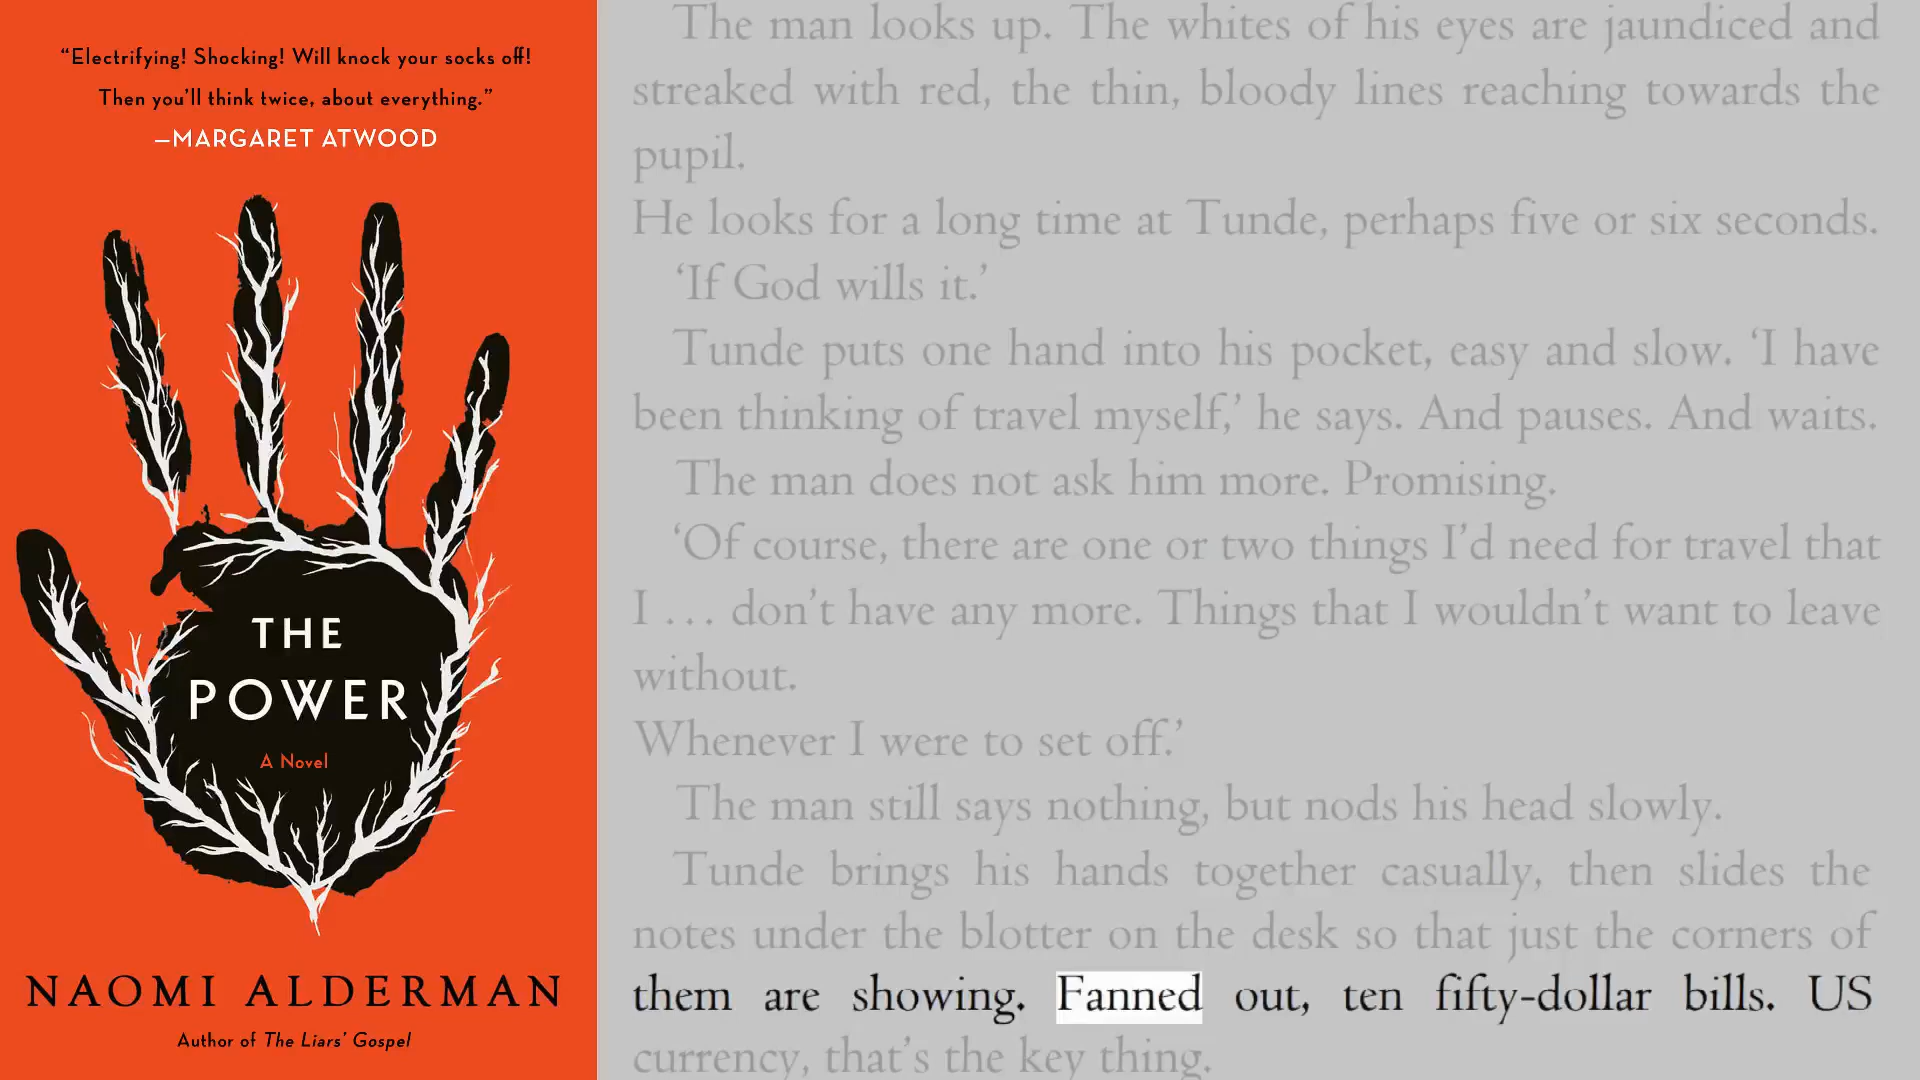 “Electrifying! Shocking! Will knock your socks off!
Then you’ll think twice, about everything.”
—MARGARET ATWOOD
THE
POWER
A Novel
NAOMI ALDERMAN
Author of The Liars’ Gospel
The man looks up. The whites of his eyes are jaundiced and
streaked with red, the thin, bloody lines reaching towards the
pupil.
He looks for a long time at Tunde, perhaps five or six seconds.
‘If God wills it.’
Tunde puts one hand into his pocket, easy and slow. ‘I have
been thinking of travel myself,’ he says. And pauses. And waits.
The man does not ask him more. Promising.
‘Of course, there are one or two things I’d need for travel that
I … don’t have any more. Things that I wouldn’t want to leave
without.
Whenever I were to set off.’
The man still says nothing, but nods his head slowly.
Tunde brings his hands together casually, then slides the
notes under the blotter on the desk so that just the corners of
them are showing. Fanned out, ten fifty-dollar bills. US
currency, that’s the key thing.